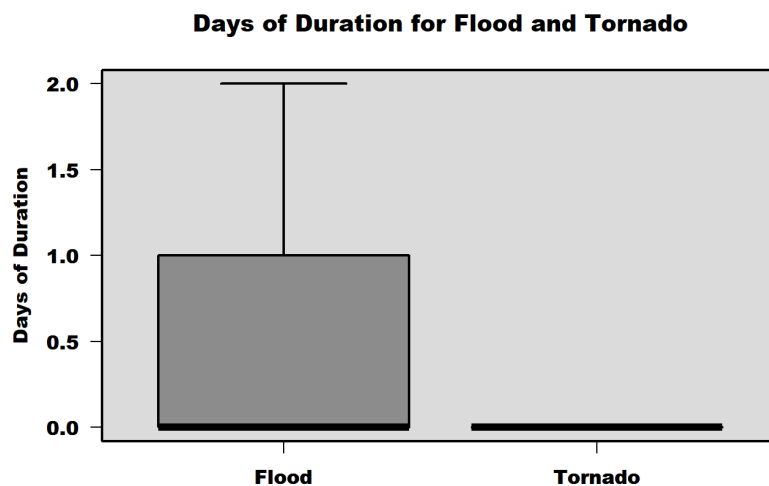 Days of Duration for Flood and Tornado
Days of Duration
2.0
1.5
1.0
0.5
0.0
Flood
Tornado